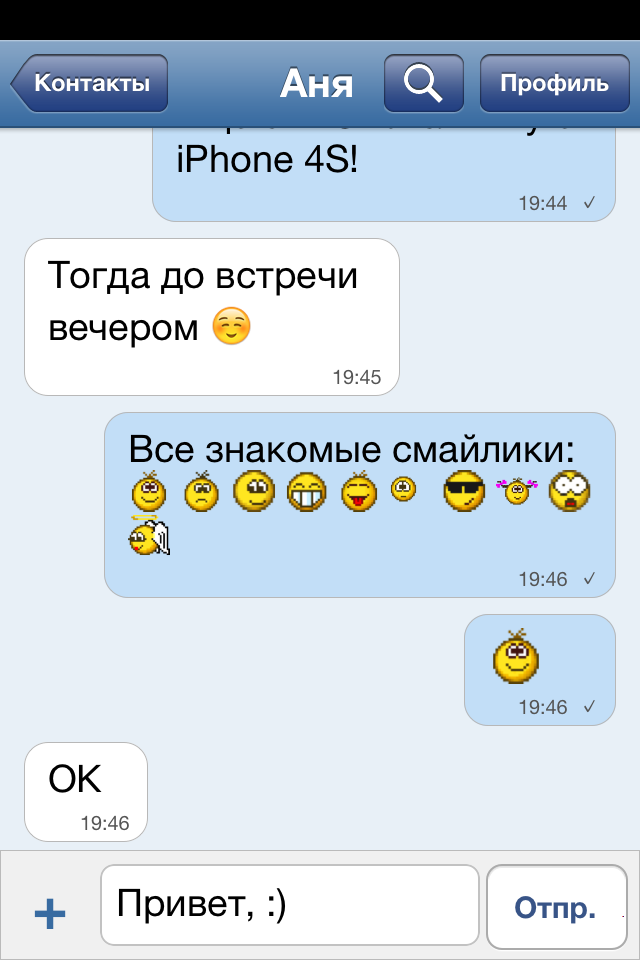 Контакты
Аня
Профиль
iPhone 4S!
19:44 ✓
Тогда до встречи
вечером ☺️
19:45
Все знакомые смайлики:
19:46 ✓
19:46 ✓
OK
19:46
+
Привет, :)
Отпр.